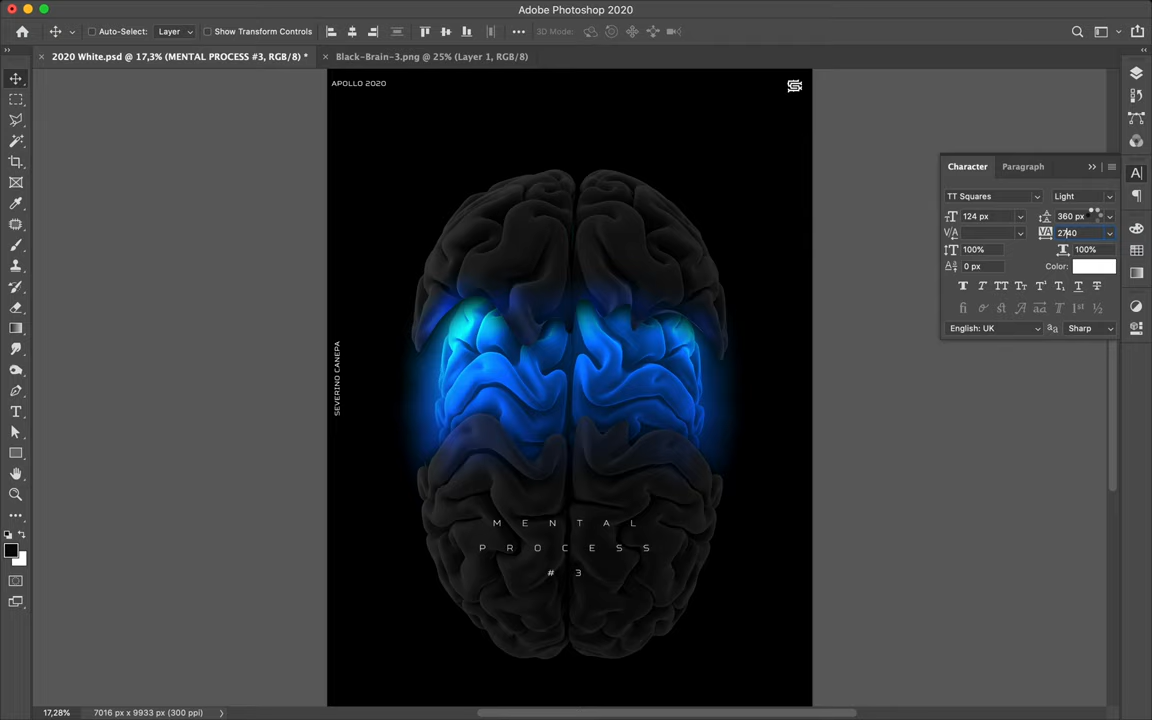 Adobe Photoshop 2020
Auto-Select: Layer Show Transform Controls 3D Mode:
2020 White.psd @ 17,3% (MENTAL PROCESS #3, RGB/8) *
Black-Brain-3.png @ 25% (Layer 1, RGB/8)
APOLLO 2020
SEVERINO CANEPA
MENTAL
PROCESS
#3
Character Paragraph
TT Squares Light
124 px 360 px
2740
100% 100%
0 px Color:
English: UK Sharp
17,28% 7016 px x 9933 px (300 ppi)